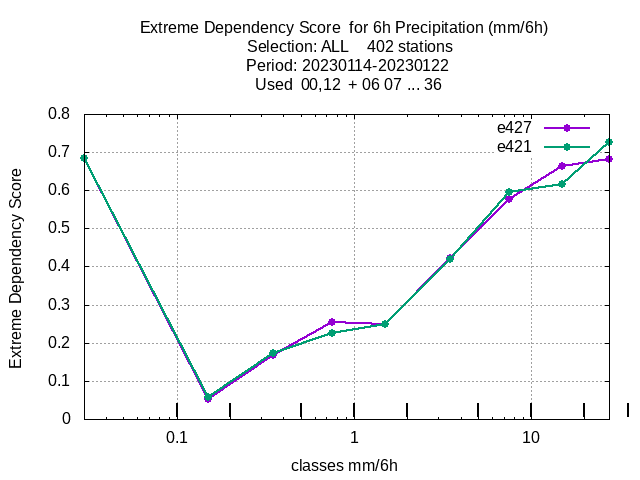 Extreme Dependency Score  for 6h Precipitation (mm/6h)
Selection: ALL    402 stations
Period: 20230114-20230122
Used  00,12  + 06 07 ... 36
e427
e421
0.8
0.7
0.6
0.5
0.4
0.3
0.2
0.1
0
Extreme Dependency Score
0.1 1 10
classes mm/6h